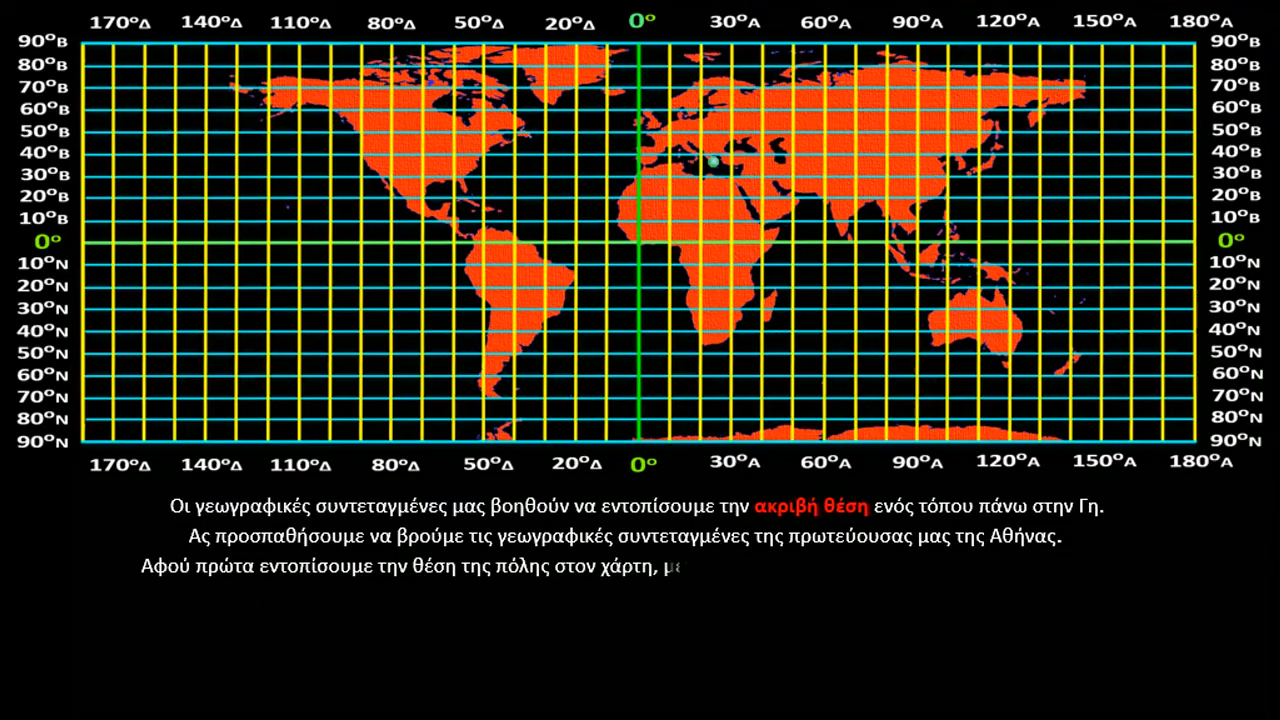 170°Δ 140°Δ 110°Δ 80°Δ 50°Δ 20°Δ 0° 30°Α 60°Α 90°Α 120°Α 150°Α 180°Α
90°Β 90°Β
80°Β 80°Β
70°Β 70°Β
60°Β 60°Β
50°Β 50°Β
40°Β 40°Β
30°Β 30°Β
20°Β 20°Β
10°Β 10°Β
0° 0°
10°Ν 10°Ν
20°Ν 20°Ν
30°Ν 30°Ν
40°Ν 40°Ν
50°Ν 50°Ν
60°Ν 60°Ν
70°Ν 70°Ν
80°Ν 80°Ν
90°Ν 90°Ν
170°Δ 140°Δ 110°Δ 80°Δ 50°Δ 20°Δ 0° 30°Α 60°Α 90°Α 120°Α 150°Α 180°Α
Οι γεωγραφικές συντεταγμένες μας βοηθούν να εντοπίσουμε την ακριβή θέση ενός τόπου πάνω στην Γη.
Ας προσπαθήσουμε να βρούμε τις γεωγραφικές συντεταγμένες της πρωτεύουσας μας της Αθήνας.
Αφού πρώτα εντοπίσουμε την θέση της πόλης στον χάρτη, με